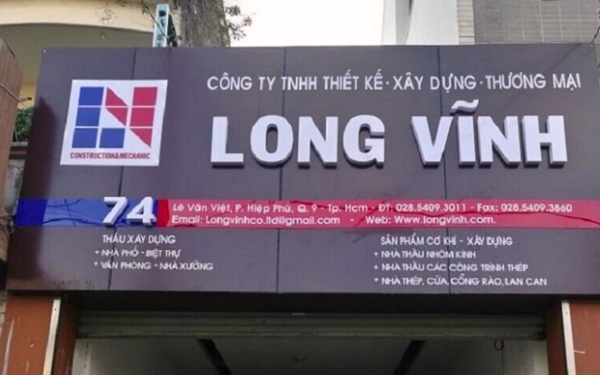 CÔNG TY TNHH THIẾT KẾ - XÂY DỰNG - THƯƠNG MẠI
LONG VĨNH
CONSTRUCTION&MECHANIC
74 Lê Văn Việt, P. Hiệp Phú, Q. 9 - Tp. Hcm - ĐT: 028.5409.3011 - Fax: 028.5409.3860
Email: Longvinhco.ltd@gmail.com - Web: Www.longvinh.com.
THẦU XÂY DỰNG
+ NHÀ PHỐ - BIỆT THỰ
+ VĂN PHÒNG - NHÀ XƯỞNG
SẢN PHẨM CƠ KHÍ - XÂY DỰNG
+ NHÀ THẦU NHÔM KÍNH
+ NHÀ THẦU CÁC CÔNG TRÌNH THÉP
+ NHÀ THÉP, CỬA, CỔNG RÀO, LAN CAN